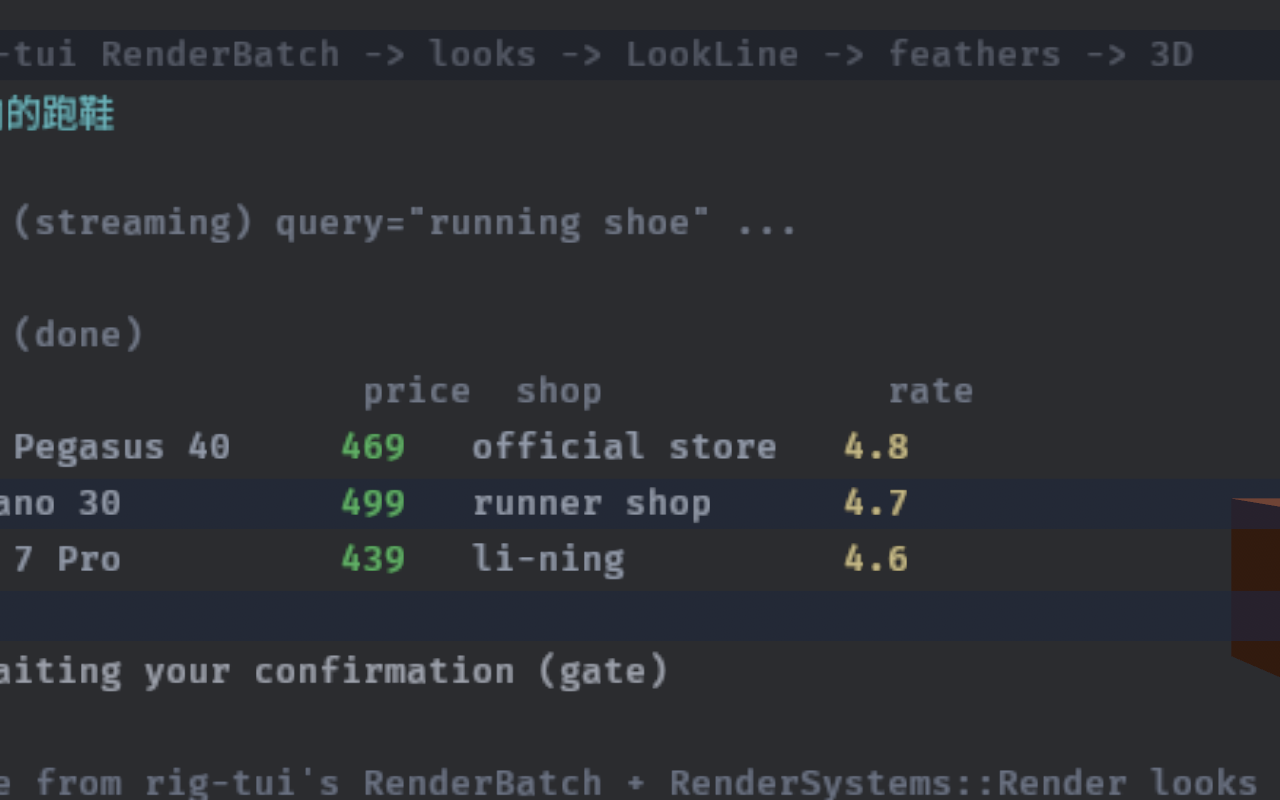 -tui RenderBatch -> looks -> LookLine -> feathers -> 3D
的跑鞋
(streaming) query="running shoe" ...
(done)
price shop rate
Pegasus 40 469 official store 4.8
ano 30 499 runner shop 4.7
7 Pro 439 li-ning 4.6
aiting your confirmation (gate)
e from rig-tui's RenderBatch + RenderSystems::Render looks